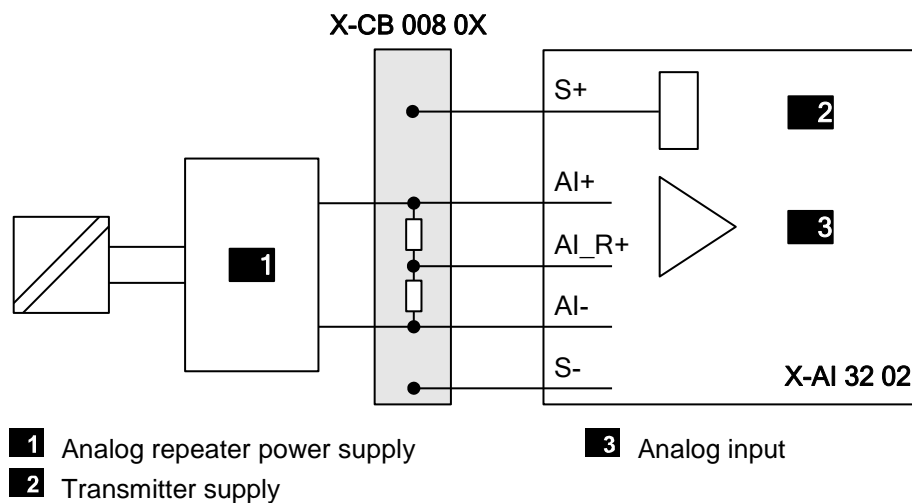 X-CB 008 0X
S+
2
AI+
3
AI_R+
1
AI-
S-
X-AI 32 02
1 Analog repeater power supply
3 Analog input
2 Transmitter supply